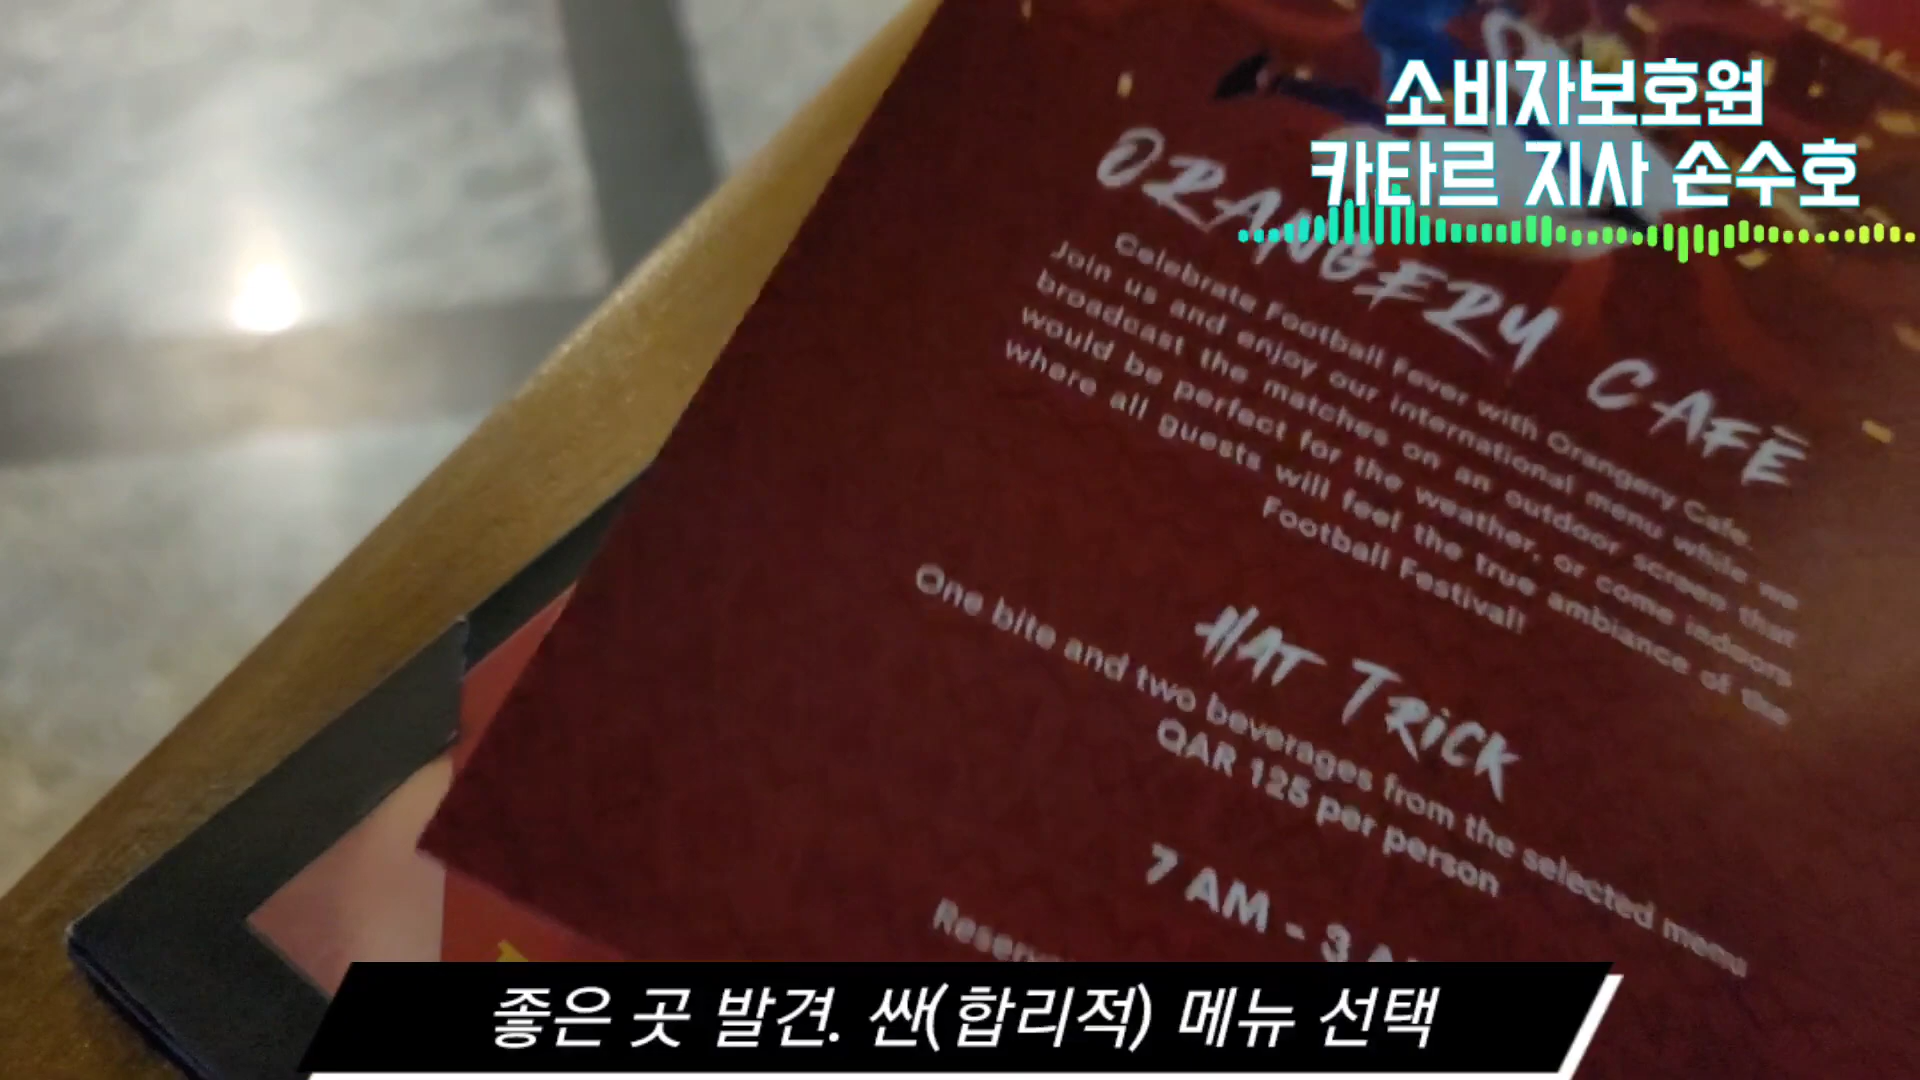 소비자보호원
카타르 지사 손수호
ORANGERY CAFÉ
Celebrate Football Fever with Orangery Cafe.
Join us and enjoy our international menu while we
broadcast the matches on an outdoor screen that
would be perfect for the weather, or come indoors
where all guests will feel the true ambiance of the
Football Festival!
HAT TRICK
One bite and two beverages from the selected menu
QAR 125 per person
7 AM - 3 A
좋은 곳 발견. 싼(합리적) 메뉴 선택